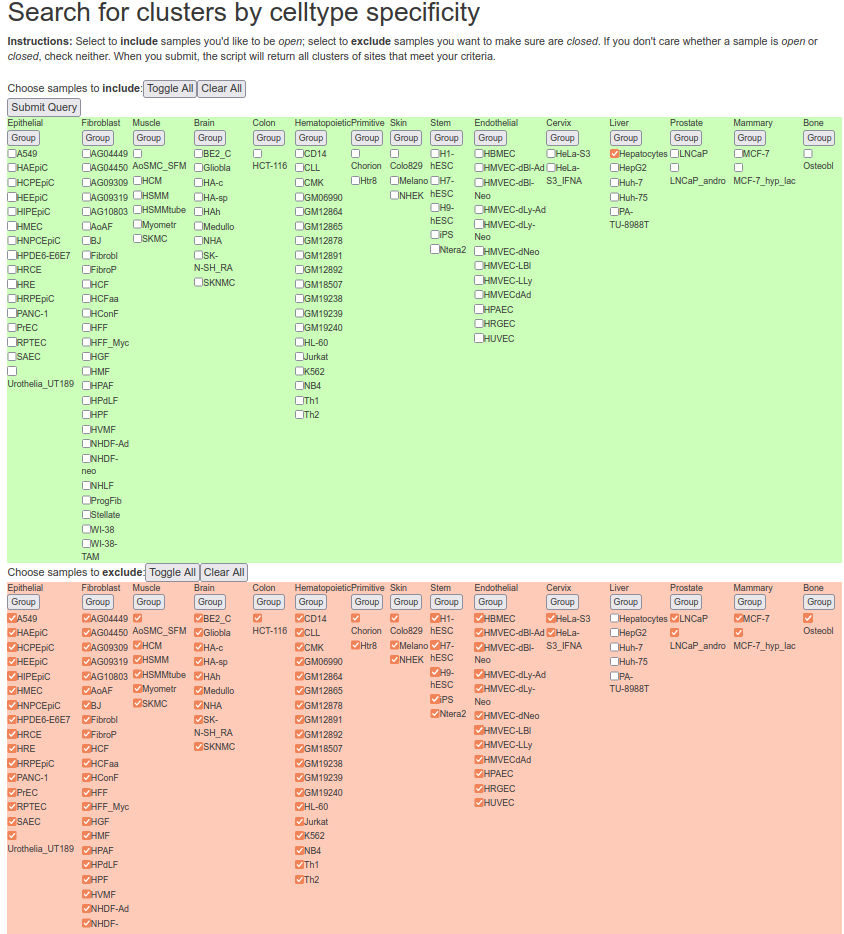 Search for clusters by celltype specificity
Instructions: Select to include samples you'd like to be open; select to exclude samples you want to make sure are closed. If you don't care whether a sample is open or
closed, check neither. When you submit, the script will return all clusters of sites that meet your criteria.
Choose samples to include: Toggle All Clear All
Submit Query
Epithelial
Group
A549
HAEpiC
HCPEpiC
HEEpiC
HIPEpiC
HMEC
HNPCEpiC
HPDE6-E6E7
HRCE
HRE
HRPEpiC
PANC-1
PrEC
RPTEC
SAEC
Urothelia_UT189
Fibroblast
Group
AG04449
AG04450
AG09309
AG09319
AG10803
AoAF
BJ
Fibrobl
FibroP
HCF
HCFaa
HConF
HFF
HFF_Myc
HGF
HMF
HPAF
HPdLF
HPF
HVMF
NHDF-Ad
NHDF-
neo
NHLF
ProgFib
Stellate
WI-38
WI-38-
TAM
Muscle
Group
AoSMC_SFM
HCM
HSMM
HSMMtube
Myometr
SKMC
Brain
Group
BE2_C
Gliobla
HA-c
HA-sp
HAh
Medullo
NHA
SK-
N-SH_RA
SKNMC
Colon
Group
HCT-116
Hematopoietic
Group
CD14
CLL
CMK
GM06990
GM12864
GM12865
GM12878
GM12891
GM12892
GM18507
GM19238
GM19239
GM19240
HL-60
Jurkat
K562
NB4
Th1
Th2
Primitive
Group
Chorion
Htr8
Skin
Group
Colo829
Melano
NHEK
Stem
Group
H1-
hESC
H7-
hESC
H9-
hESC
iPS
Ntera2
Endothelial
Group
HBMEC
HMVEC-dBl-Ad
HMVEC-dBl-
Neo
HMVEC-dLy-Ad
HMVEC-dLy-
Neo
HMVEC-dNeo
HMVEC-LBl
HMVEC-LLy
HMVECdAd
HPAEC
HRGEC
HUVEC
Cervix
Group
HeLa-S3
HeLa-
S3_IFNA
Liver
Group
Hepatocytes
HepG2
Huh-7
Huh-75
PA-
TU-8988T
Prostate
Group
LNCaP
LNCaP_andro
Mammary
Group
MCF-7
MCF-7_hyp_lac
Bone
Group
Osteobl
Choose samples to exclude: Toggle All Clear All
Epithelial
Group
A549
HAEpiC
HCPEpiC
HEEpiC
HIPEpiC
HMEC
HNPCEpiC
HPDE6-E6E7
HRCE
HRE
HRPEpiC
PANC-1
PrEC
RPTEC
SAEC
Urothelia_UT189
Fibroblast
Group
AG04449
AG04450
AG09309
AG09319
AG10803
AoAF
BJ
Fibrobl
FibroP
HCF
HCFaa
HConF
HFF
HFF_Myc
HGF
HMF
HPAF
HPdLF
HPF
HVMF
NHDF-Ad
NHDF-
Muscle
Group
AoSMC_SFM
HCM
HSMM
HSMMtube
Myometr
SKMC
Brain
Group
BE2_C
Gliobla
HA-c
HA-sp
HAh
Medullo
NHA
SK-
N-SH_RA
SKNMC
Colon
Group
HCT-116
Hematopoietic
Group
CD14
CLL
CMK
GM06990
GM12864
GM12865
GM12878
GM12891
GM12892
GM18507
GM19238
GM19239
GM19240
HL-60
Jurkat
K562
NB4
Th1
Th2
Primitive
Group
Chorion
Htr8
Skin
Group
Colo829
Melano
NHEK
Stem
Group
H1-
hESC
H7-
hESC
H9-
hESC
iPS
Ntera2
Endothelial
Group
HBMEC
HMVEC-dBl-Ad
HMVEC-dBl-
Neo
HMVEC-dLy-Ad
HMVEC-dLy-
Neo
HMVEC-dNeo
HMVEC-LBl
HMVEC-LLy
HMVECdAd
HPAEC
HRGEC
HUVEC
Cervix
Group
HeLa-S3
HeLa-
S3_IFNA
Liver
Group
Hepatocytes
HepG2
Huh-7
Huh-75
PA-
TU-8988T
Prostate
Group
LNCaP
LNCaP_andro
Mammary
Group
MCF-7
MCF-7_hyp_lac
Bone
Group
Osteobl